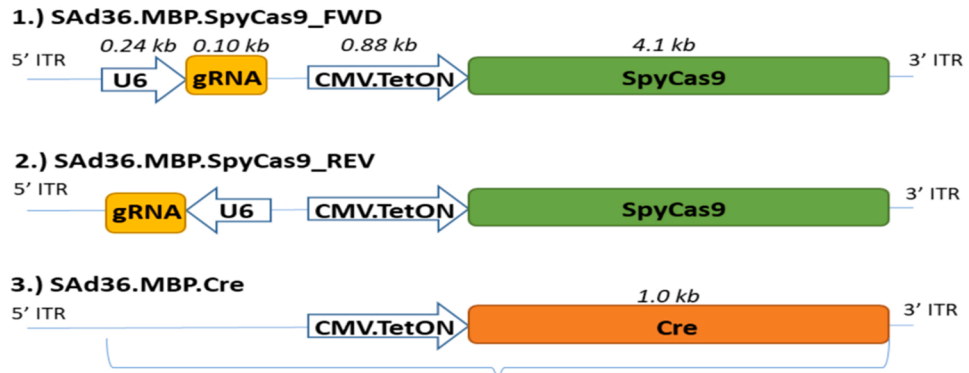 1.) SAd36.MBP.SpyCas9_FWD
5' ITR 0.24 kb 0.10 kb 0.88 kb 4.1 kb 3' ITR
U6 gRNA CMV.TetON SpyCas9
2.) SAd36.MBP.SpyCas9_REV
5' ITR 3' ITR
gRNA U6 CMV.TetON SpyCas9
3.) SAd36.MBP.Cre
5' ITR 1.0 kb 3' ITR
CMV.TetON Cre